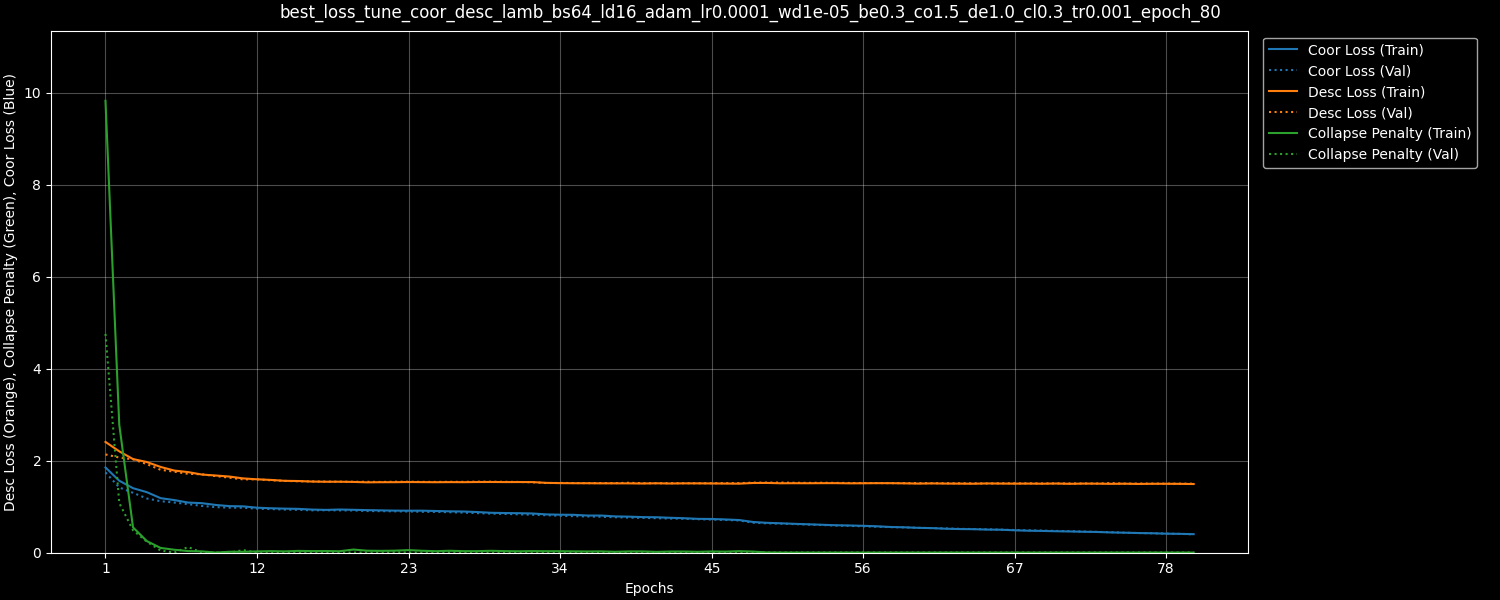 best_loss_tune_coor_desc_lamb_bs64_ld16_adam_lr0.0001_wd1e-05_be0.3_co1.5_de1.0_cl0.3_tr0.001_epoch_80
Desc Loss (Orange), Collapse Penalty (Green), Coor Loss (Blue)
10
8
6
4
2
0
1 12 23 34 45 56 67 78
Epochs
Coor Loss (Train)
Coor Loss (Val)
Desc Loss (Train)
Desc Loss (Val)
Collapse Penalty (Train)
Collapse Penalty (Val)